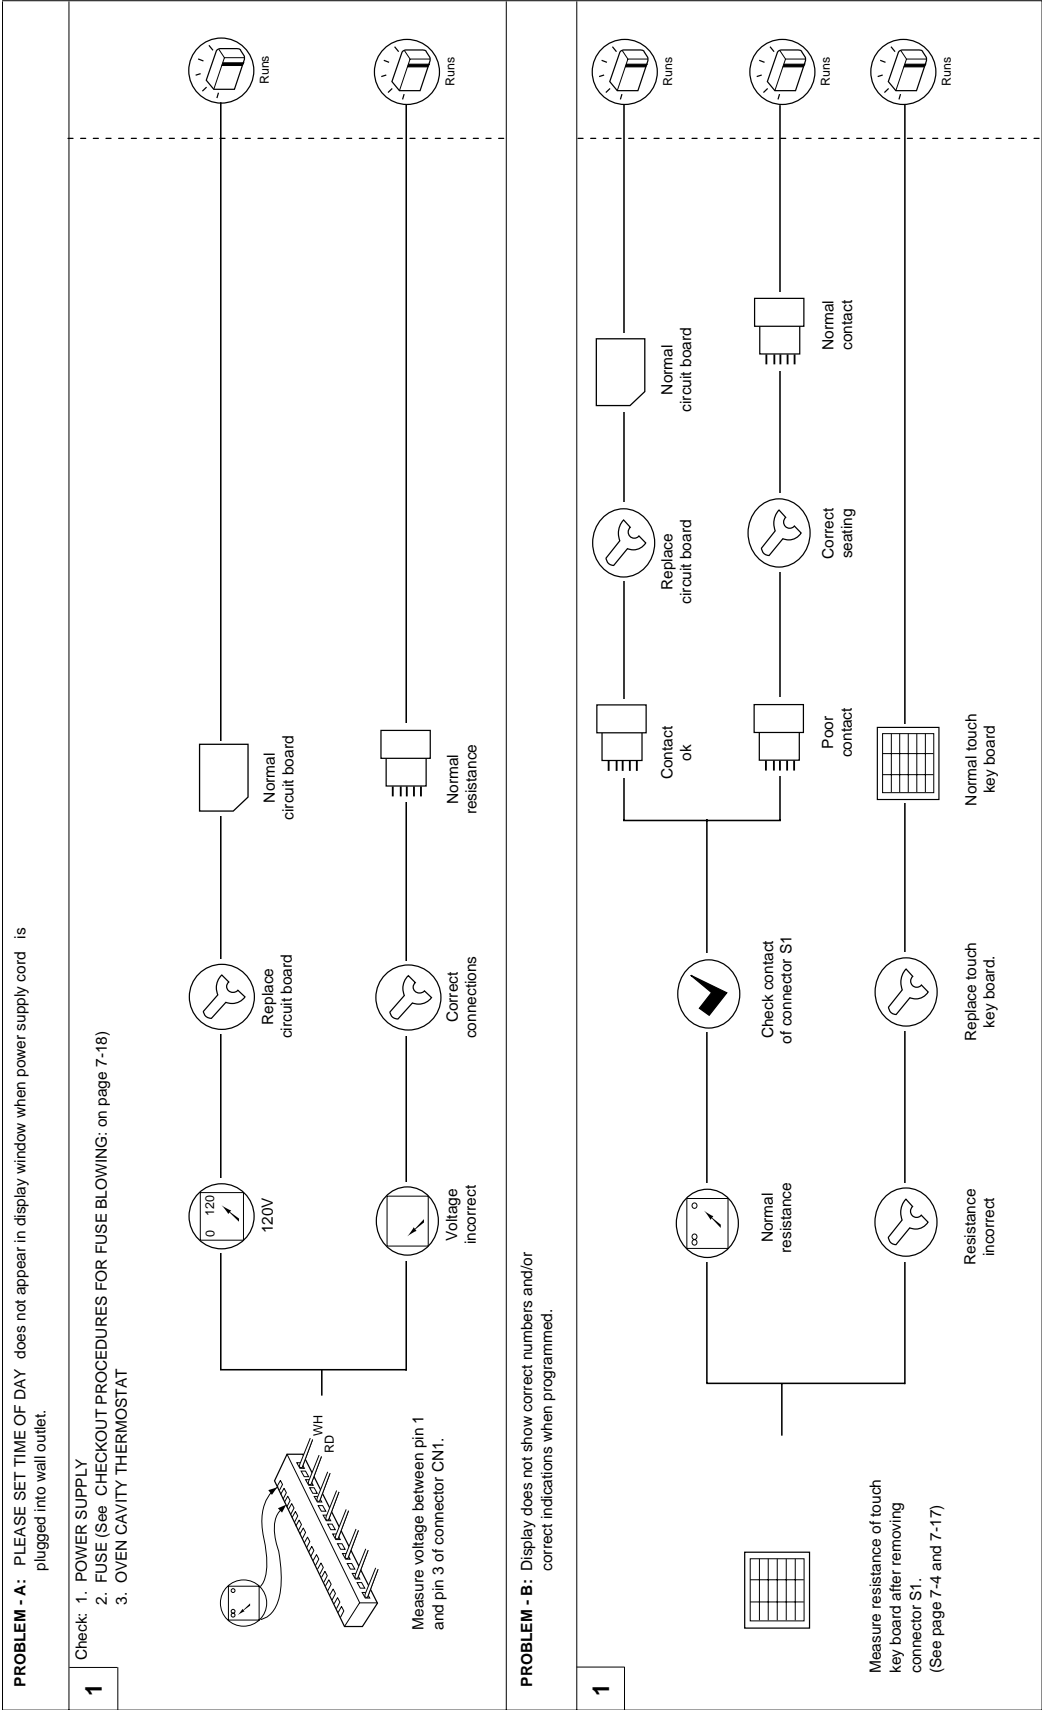 PROBLEM - A: PLEASE SET TIME OF DAY does not appear in display window when power supply cord is
plugged into wall outlet.
1
Check: 1. POWER SUPPLY
2. FUSE (See CHECKOUT PROCEDURES FOR FUSE BLOWING: on page 7-18)
3. OVEN CAVITY THERMOSTAT
WH
RD
Measure voltage between pin 1
and pin 3 of connector CN1.
0 120
120V
Replace
circuit board
Normal
circuit board
Runs
Voltage
incorrect
Correct
connections
Normal
resistance
Runs
PROBLEM - B: Display does not show correct numbers and/or
correct indications when programmed.
1
Measure resistance of touch
key board after removing
connector S1.
(See page 7-4 and 7-17)
∞ 0
Normal
resistance
Check contact
of connector S1
Contact
ok
Replace
circuit board
Normal
circuit board
Runs
Poor
contact
Correct
seating
Normal
contact
Runs
Resistance
incorrect
Replace touch
key board.
Normal touch
key board
Runs